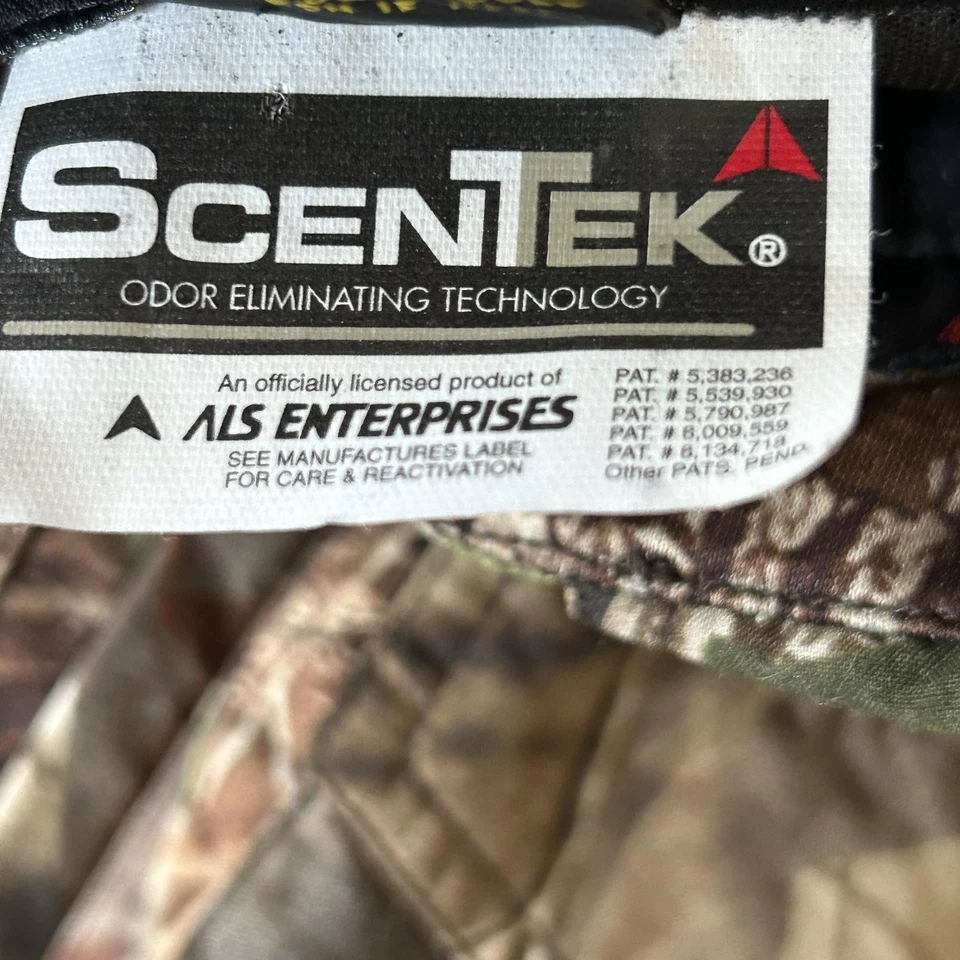 SCENTEK®
ODOR ELIMINATING TECHNOLOGY
An officially licensed product of
ALS ENTERPRISES
SEE MANUFACTURES LABEL
FOR CARE & REACTIVATION
PAT. # 5,383,236
PAT. # 5,539,930
PAT. # 5,790,987
PAT. # 6,009,559
PAT. # 6,134,718
Other PATS. PEND.